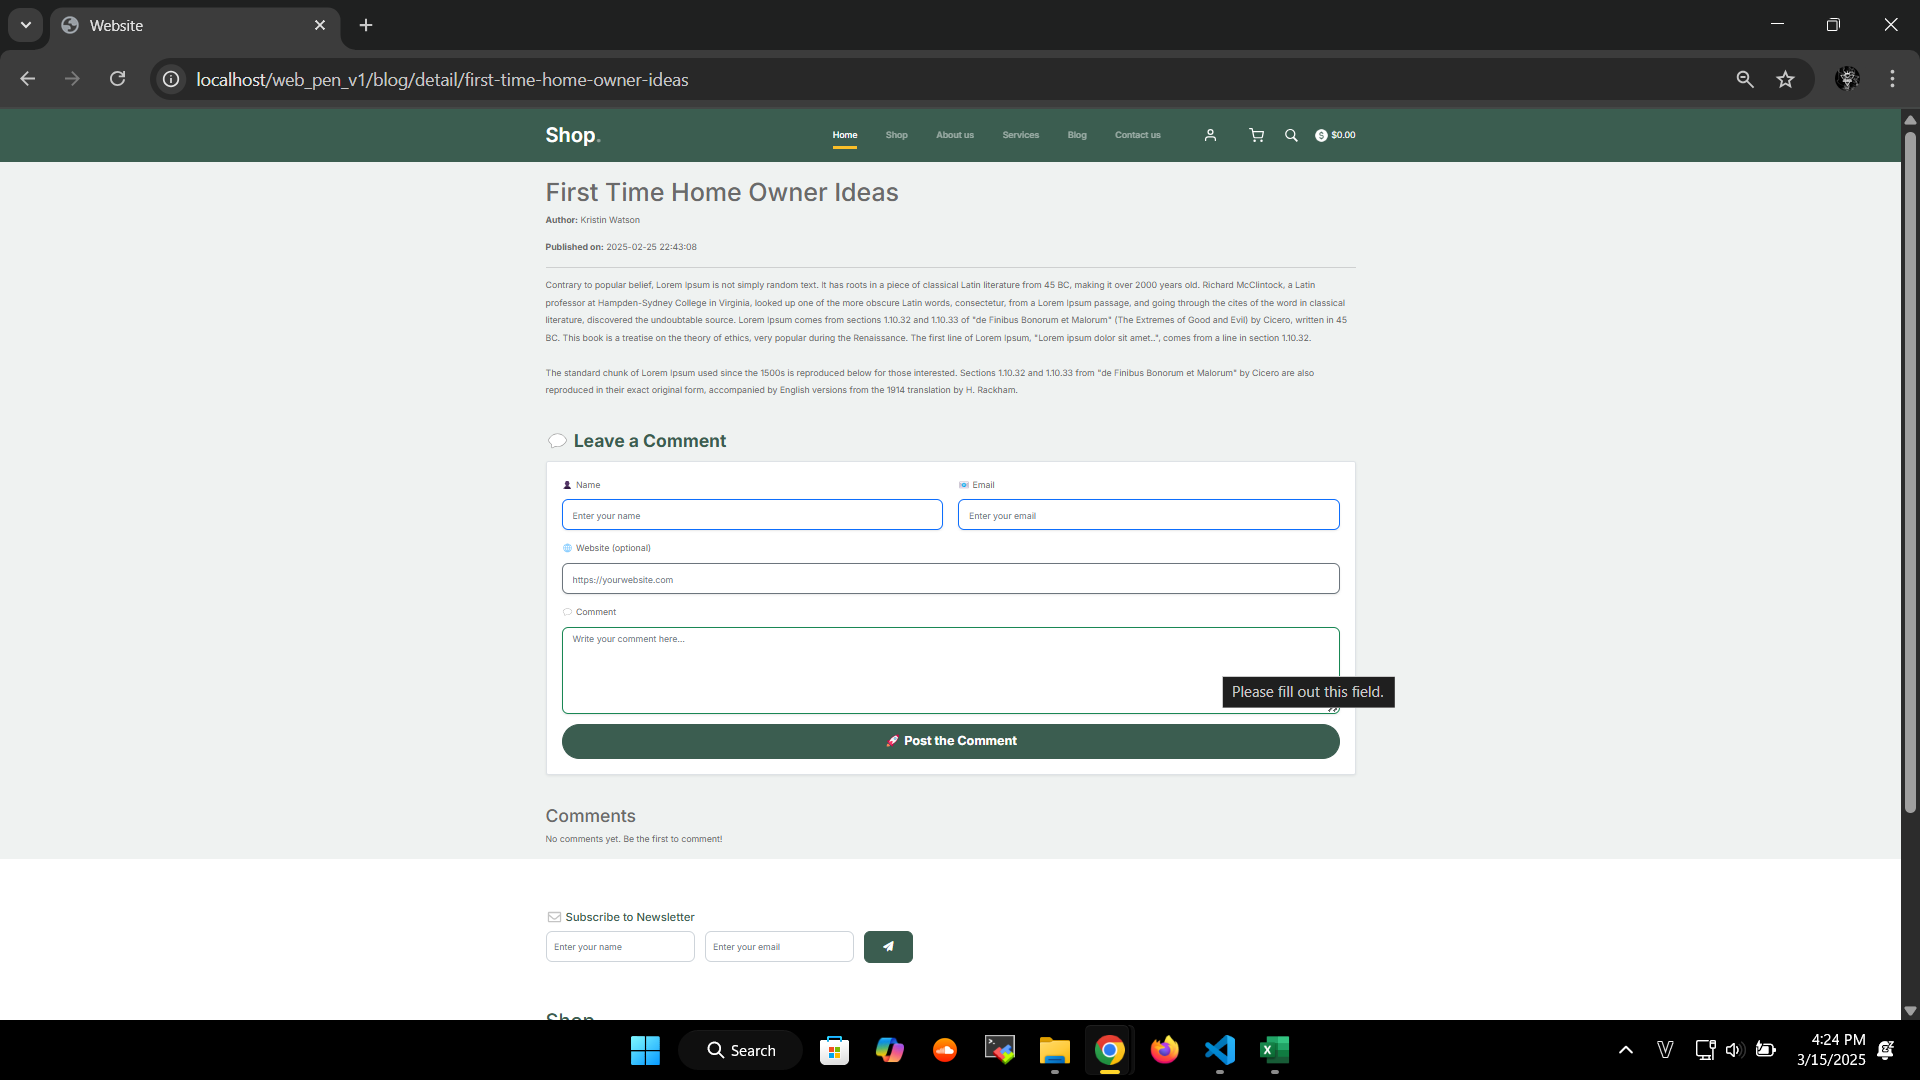 Website
localhost/web_pen_v1/blog/detail/first-time-home-owner-ideas
Shop.
Home
Shop
About us
Services
Blog
Contact us
$0.00
First Time Home Owner Ideas
Author: Kristin Watson
Published on: 2025-02-25 22:43:08
Contrary to popular belief, Lorem Ipsum is not simply random text. It has roots in a piece of classical Latin literature from 45 BC, making it over 2000 years old. Richard McClintock, a Latin
professor at Hampden-Sydney College in Virginia, looked up one of the more obscure Latin words, consectetur, from a Lorem Ipsum passage, and going through the cites of the word in classical
literature, discovered the undoubtable source. Lorem Ipsum comes from sections 1.10.32 and 1.10.33 of "de Finibus Bonorum et Malorum" (The Extremes of Good and Evil) by Cicero, written in 45
BC. This book is a treatise on the theory of ethics, very popular during the Renaissance. The first line of Lorem Ipsum, "Lorem ipsum dolor sit amet..", comes from a line in section 1.10.32.
The standard chunk of Lorem Ipsum used since the 1500s is reproduced below for those interested. Sections 1.10.32 and 1.10.33 from "de Finibus Bonorum et Malorum" by Cicero are also
reproduced in their exact original form, accompanied by English versions from the 1914 translation by H. Rackham.
Leave a Comment
Name
Email
Enter your name
Enter your email
Website (optional)
https://yourwebsite.com
Comment
Write your comment here...
Please fill out this field.
Post the Comment
Comments
No comments yet. Be the first to comment!
Subscribe to Newsletter
Enter your name
Enter your email
Shop
Search
4:24 PM
3/15/2025